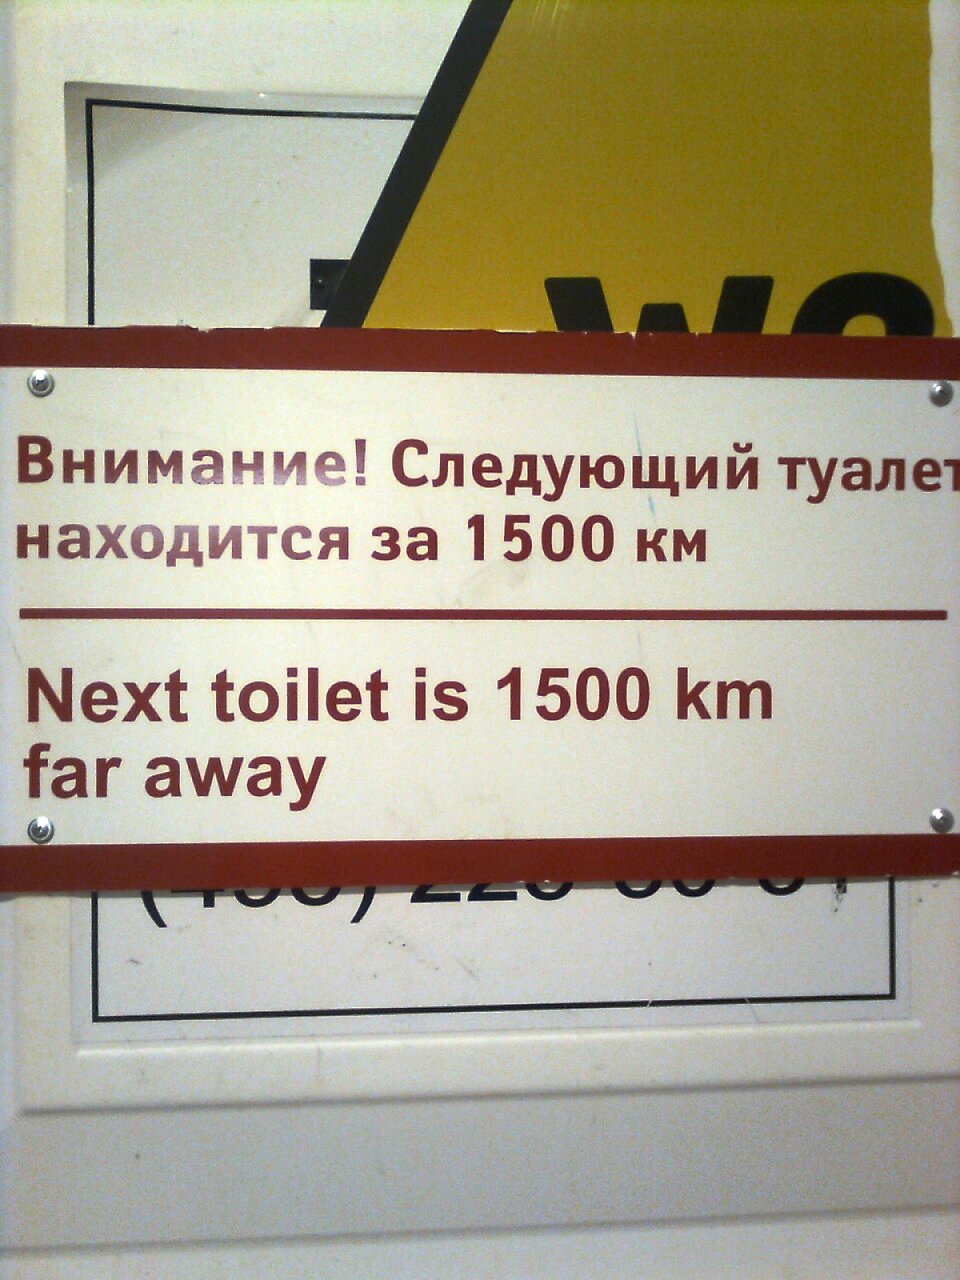 Внимание! Следующий туалет
находится за 1500 км
Next toilet is 1500 km
far away